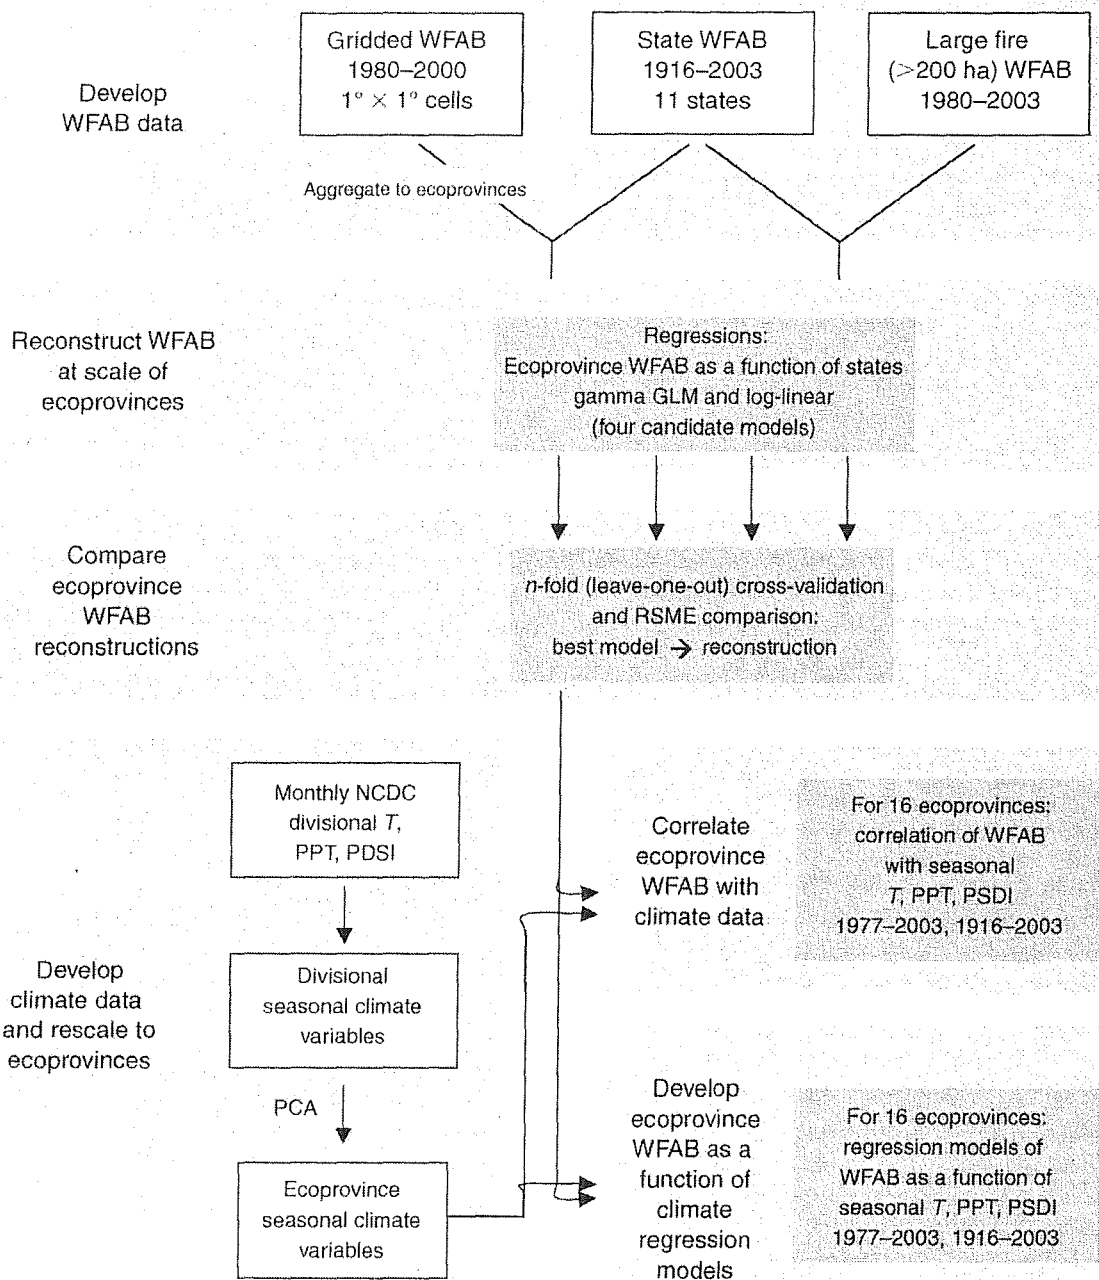 Gridded WFAB
1980–2000
1° × 1° cells
State WFAB
1916–2003
11 states
Large fire
(>200 ha) WFAB
1980–2003
Develop
WFAB data
Aggregate to ecoprovinces
Reconstruct WFAB
at scale of
ecoprovinces
Regressions:
Ecoprovince WFAB as a function of states
gamma GLM and log-linear
(four candidate models)
Compare
ecoprovince
WFAB
reconstructions
n-fold (leave-one-out) cross-validation
and RSME comparison:
best model → reconstruction
Monthly NCDC
divisional T,
PPT, PDSI
Correlate
ecoprovince
WFAB with
climate data
For 16 ecoprovinces:
correlation of WFAB
with seasonal
T, PPT, PSDI
1977–2003, 1916–2003
Develop
climate data
and rescale to
ecoprovinces
Divisional
seasonal climate
variables
PCA
Ecoprovince
seasonal climate
variables
Develop
ecoprovince
WFAB as a
function of
climate
regression
models
For 16 ecoprovinces:
regression models of
WFAB as a function of
seasonal T, PPT, PSDI
1977–2003, 1916–2003